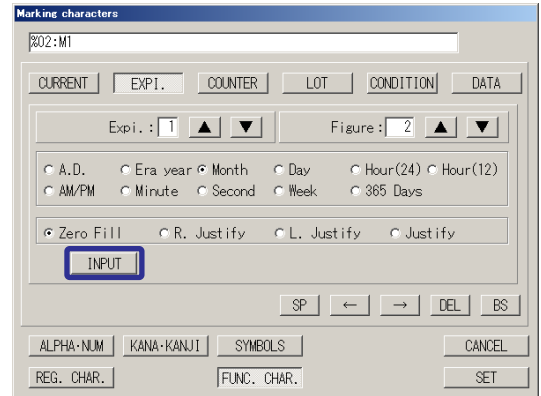 Marking characters
%02:M1
CURRENT EXPI. COUNTER LOT CONDITION DATA
Expi.: 1 ▲ ▼ Figure: 2 ▲ ▼
A.D. Era year Month Day Hour(24) Hour(12)
AM/PM Minute Second Week 365 Days
Zero Fill R. Justify L. Justify Justify
INPUT
SP ← → DEL BS
ALPHA･NUM KANA･KANJI SYMBOLS CANCEL
REG. CHAR. FUNC. CHAR. SET